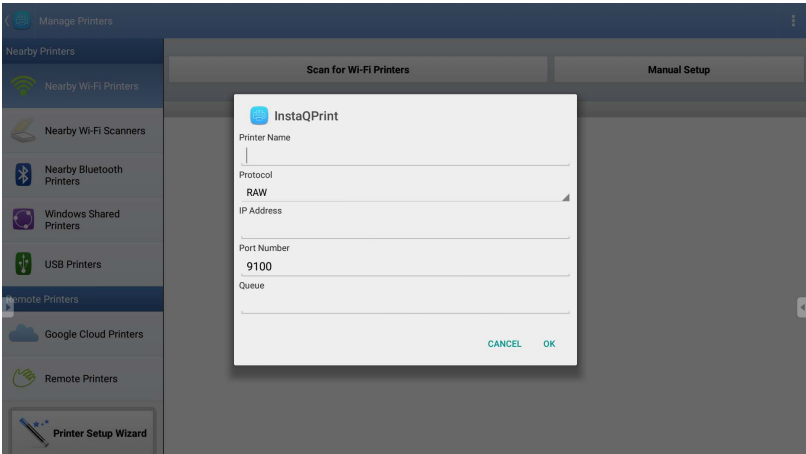 Manage Printers
Nearby Printers
Nearby Wi-Fi Printers
Nearby Wi-Fi Scanners
Nearby Bluetooth
Printers
Windows Shared
Printers
USB Printers
Remote Printers
Google Cloud Printers
Remote Printers
Printer Setup Wizard
Scan for Wi-Fi Printers
Manual Setup
InstaQPrint
Printer Name
Protocol
RAW
IP Address
Port Number
9100
Queue
CANCEL OK